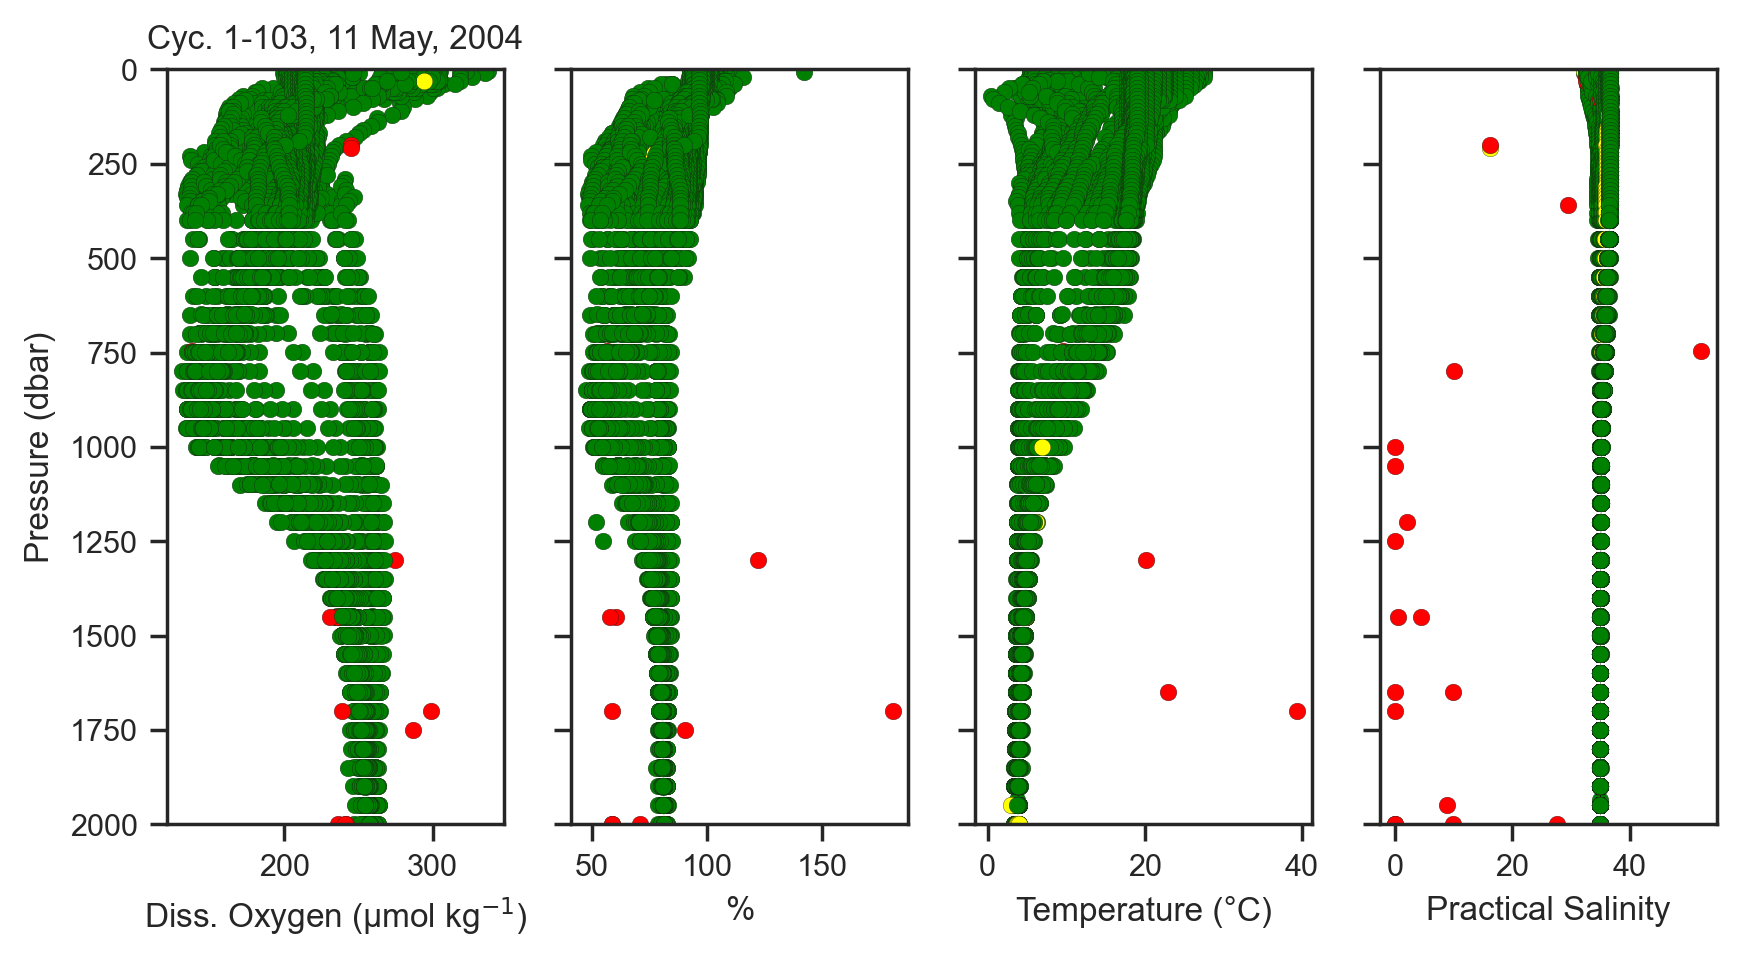 Cyc. 1-103, 11 May, 2004
0
250
500
750
1000
1250
1500
1750
2000
Pressure (dbar)
200 300
50 100 150
0 20 40
0 20 40
Diss. Oxygen (μmol kg⁻¹)
%
Temperature (°C)
Practical Salinity